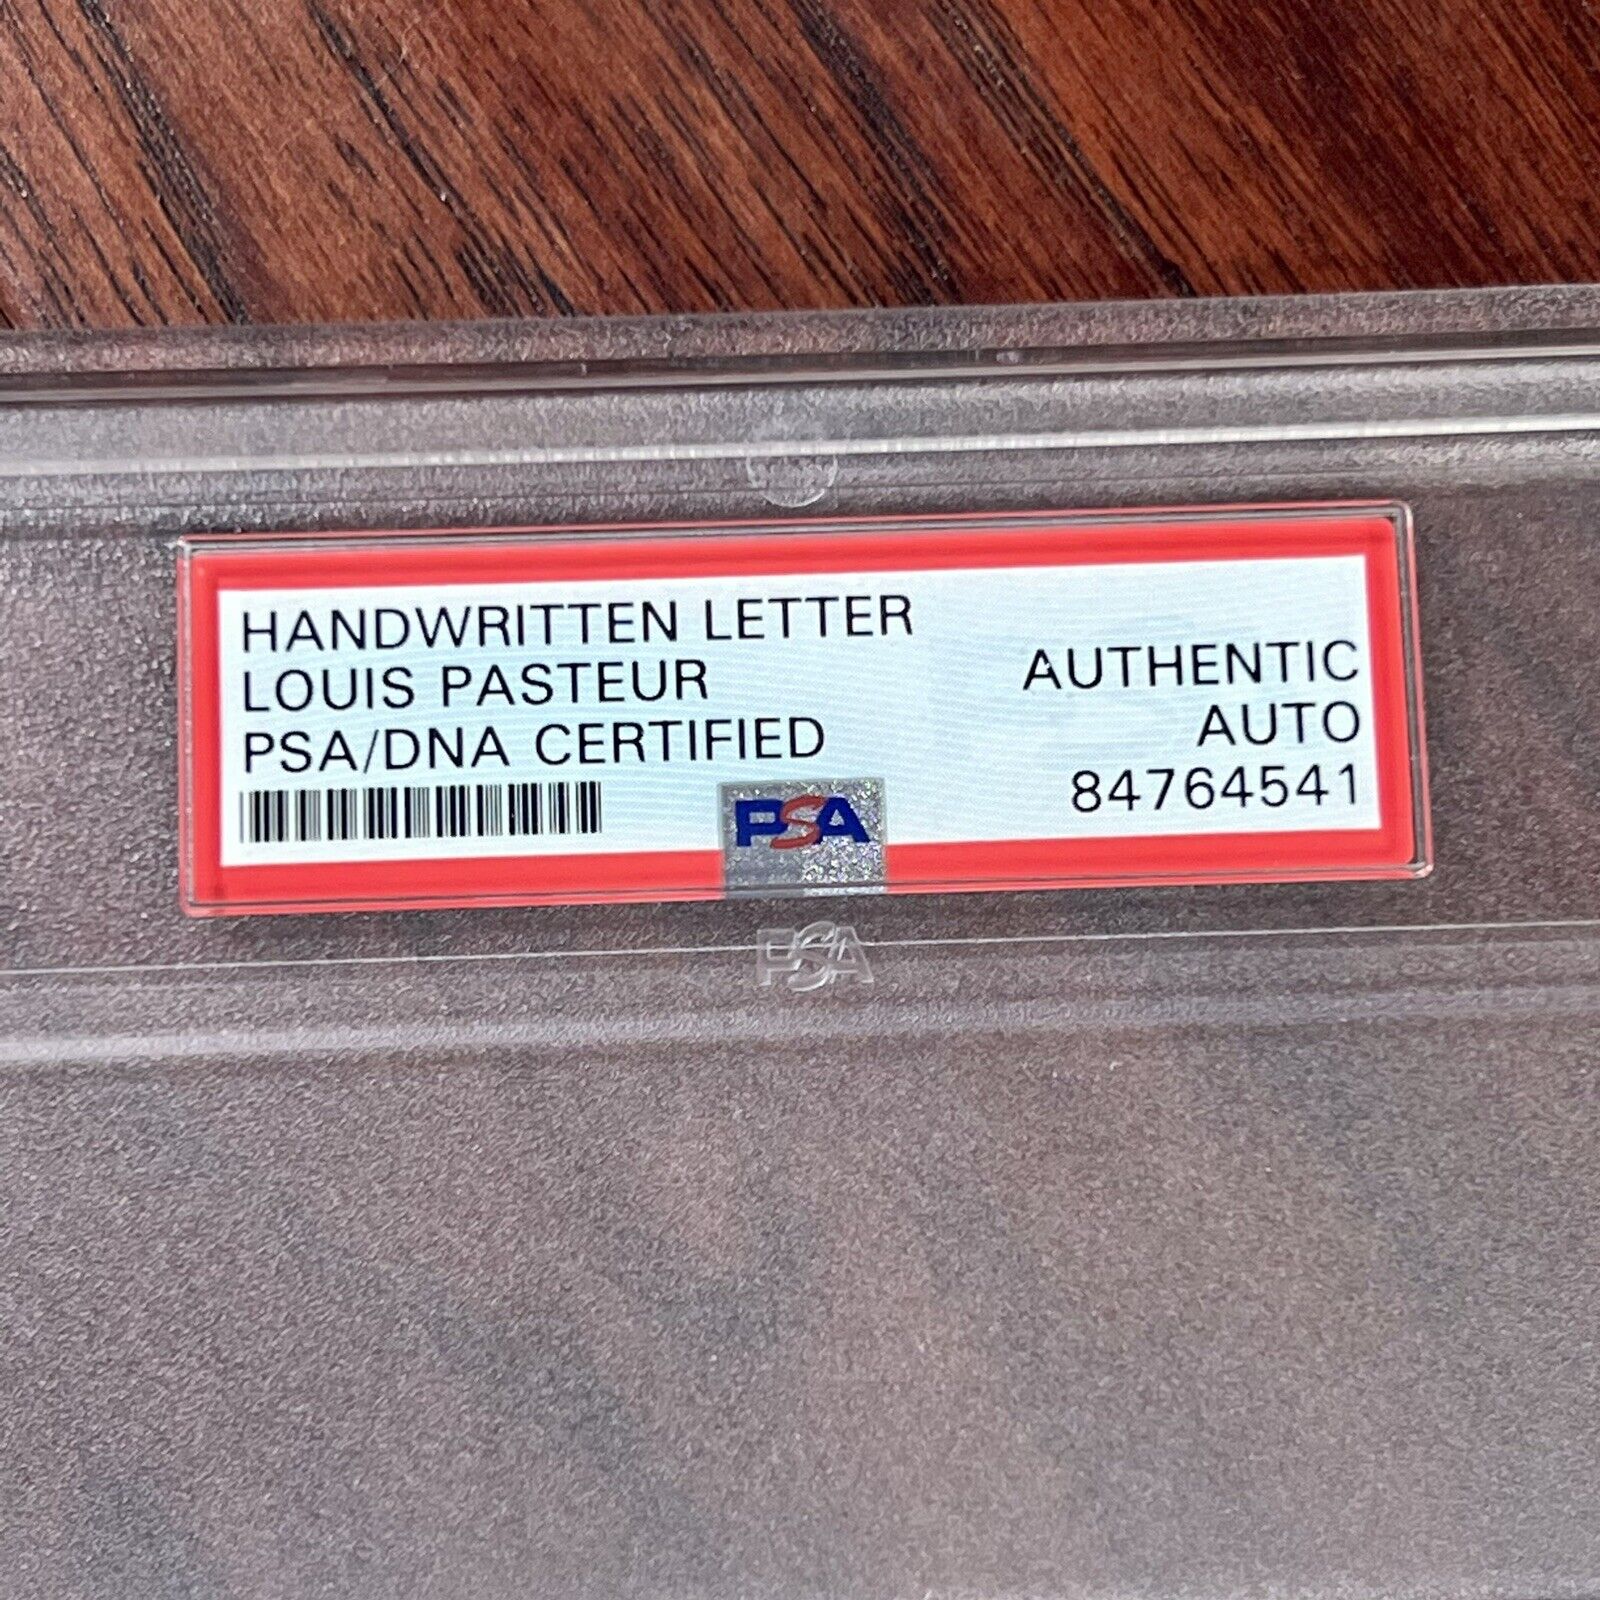 HANDWRITTEN LETTER
LOUIS PASTEUR
PSA/DNA CERTIFIED
AUTHENTIC
AUTO
84764541
PSA
PSA